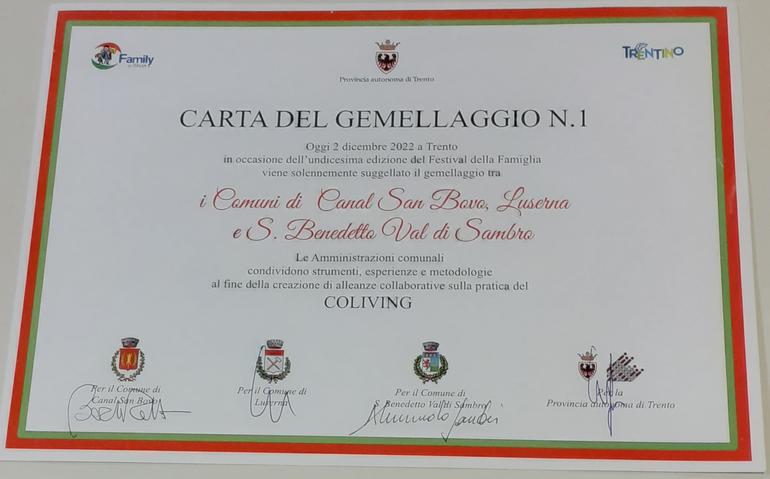 Family
TRENTINO
Provincia autonoma di Trento
CARTA DEL GEMELLAGGIO N.1
Oggi 2 dicembre 2022 a Trento
in occasione dell'undicesima edizione del Festival della Famiglia
viene solennemente suggellato il gemellaggio tra
i Comuni di Canal San Bovo, Luserna
e S. Benedetto Val di Sambro
Le Amministrazioni comunali
condividono strumenti, esperienze e metodologie
al fine della creazione di alleanze collaborative sulla pratica del
COLIVING
Per il Comune di
Canal San Bovo
Per il Comune di
Luserna
Per il Comune di
S. Benedetto Val di Sambro
Per la
Provincia autonoma di Trento